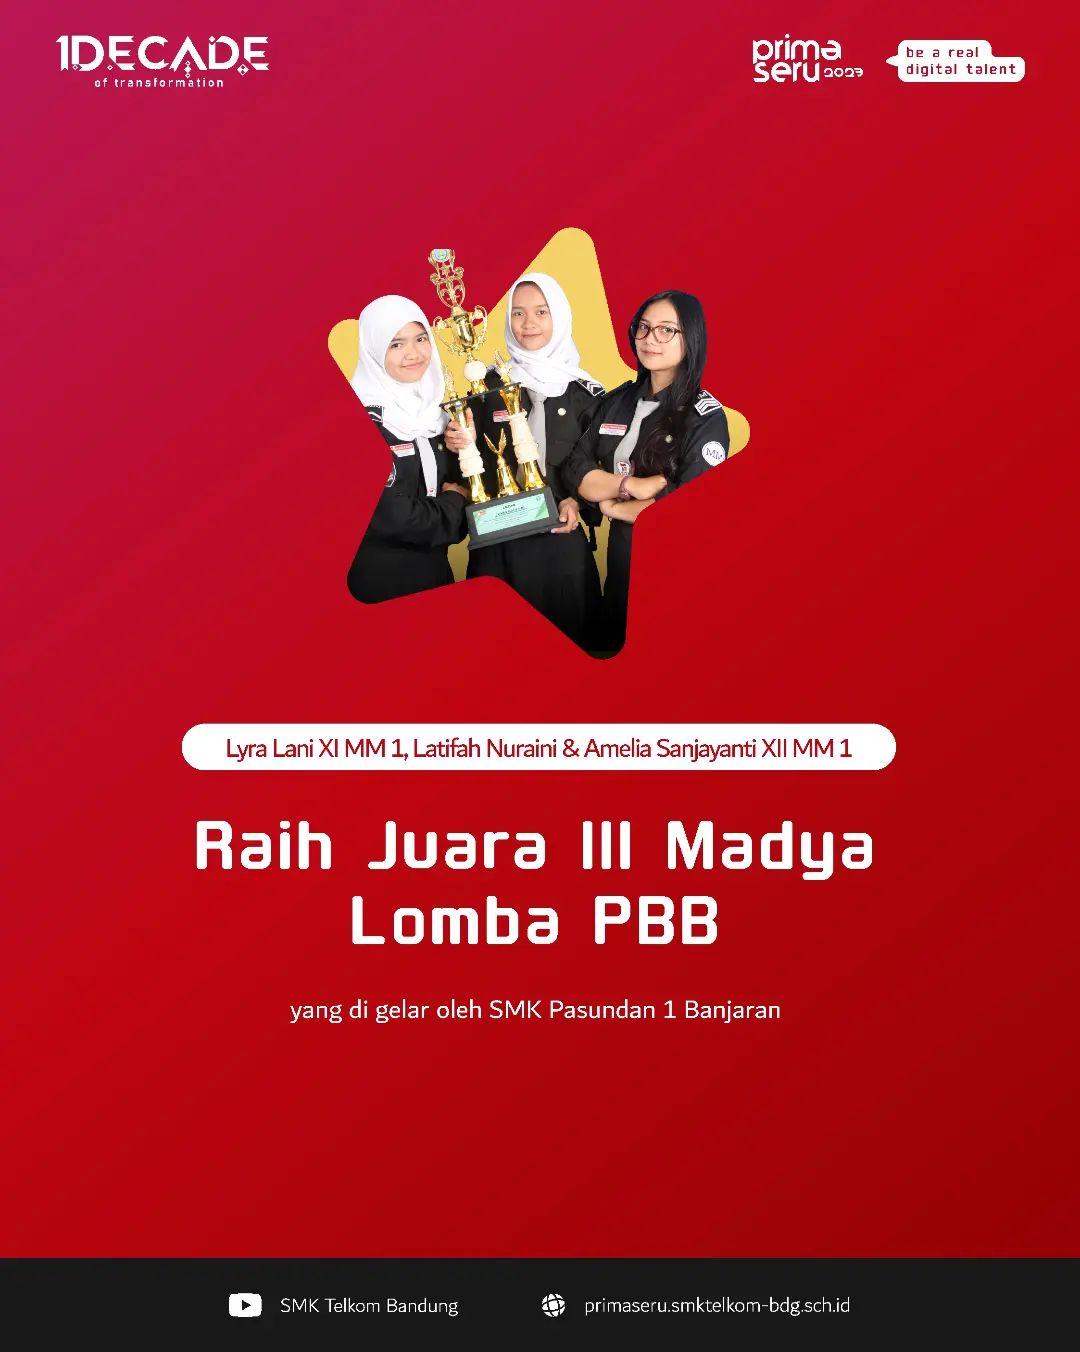 1DECADE
of transformation
prima
seru 2023
be a real
digital talent
MM
Lyra Lani XI MM 1, Latifah Nuraini & Amelia Sanjayanti XII MM 1
Raih Juara III Madya
Lomba PBB
yang di gelar oleh SMK Pasundan 1 Banjaran
SMK Telkom Bandung
primaseru.smktelkom-bdg.sch.id